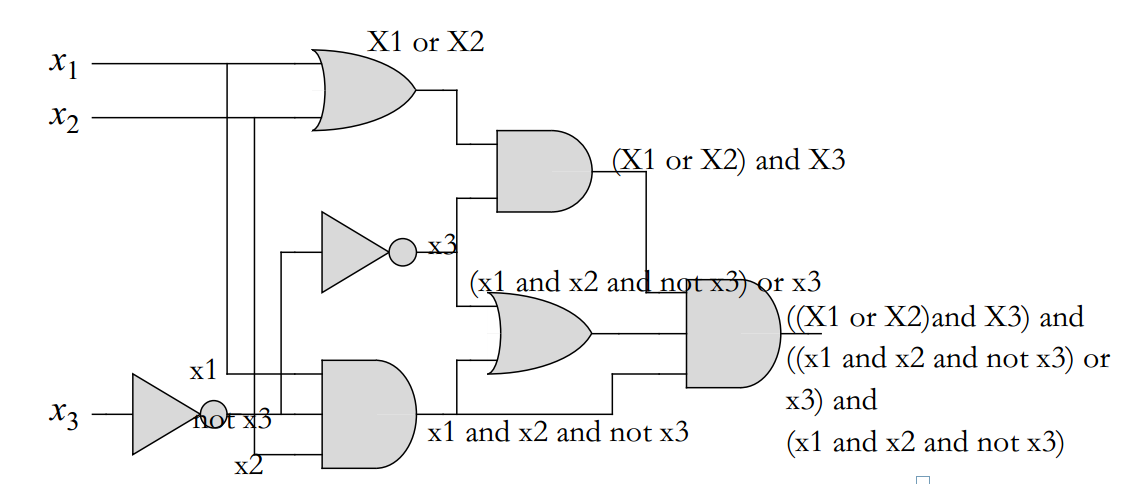 X1 or X2
x1
x2
(X1 or X2) and X3
x3
(x1 and x2 and not x3) or x3
((X1 or X2)and X3) and
((x1 and x2 and not x3) or
x3) and
(x1 and x2 and not x3)
x1
x3
not x3
x1 and x2 and not x3
x2